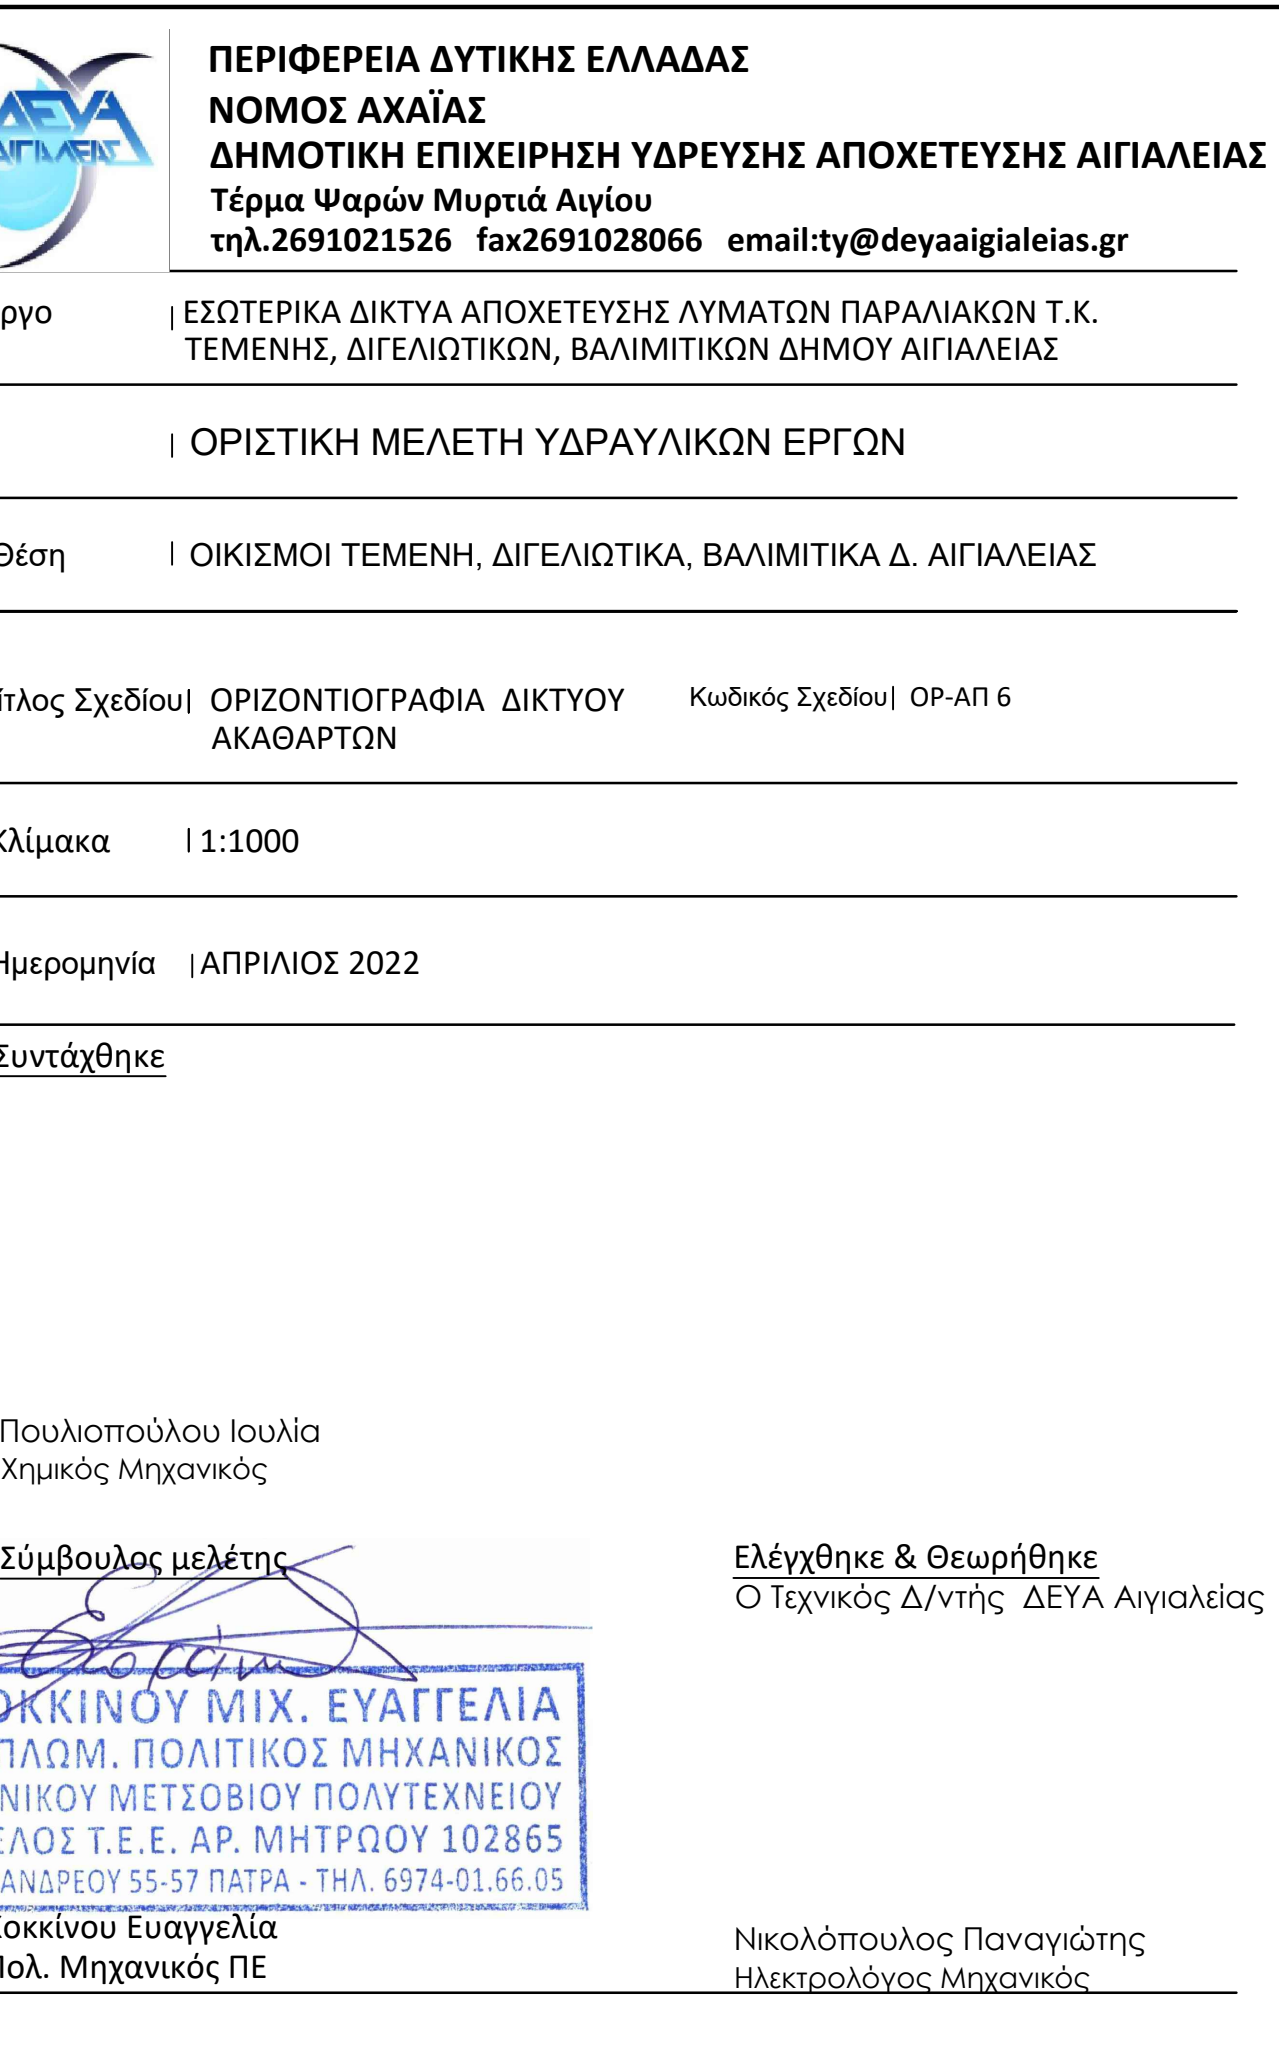 ΔΕΥΑ
ΑΙΓΙΑΛΕΙΑΣ
ΠΕΡΙΦΕΡΕΙΑ ΔΥΤΙΚΗΣ ΕΛΛΑΔΑΣ
ΝΟΜΟΣ ΑΧΑΪΑΣ
ΔΗΜΟΤΙΚΗ ΕΠΙΧΕΙΡΗΣΗ ΥΔΡΕΥΣΗΣ ΑΠΟΧΕΤΕΥΣΗΣ ΑΙΓΙΑΛΕΙΑΣ
Τέρμα Ψαρών Μυρτιά Αιγίου
τηλ.2691021526 fax2691028066 email:ty@deyaaigialeias.gr
ργο | ΕΣΩΤΕΡΙΚΑ ΔΙΚΤΥΑ ΑΠΟΧΕΤΕΥΣΗΣ ΛΥΜΑΤΩΝ ΠΑΡΑΛΙΑΚΩΝ Τ.Κ.
ΤΕΜΕΝΗΣ, ΔΙΓΕΛΙΩΤΙΚΩΝ, ΒΑΛΙΜΙΤΙΚΩΝ ΔΗΜΟΥ ΑΙΓΙΑΛΕΙΑΣ
| ΟΡΙΣΤΙΚΗ ΜΕΛΕΤΗ ΥΔΡΑΥΛΙΚΩΝ ΕΡΓΩΝ
Θέση | ΟΙΚΙΣΜΟΙ ΤΕΜΕΝΗ, ΔΙΓΕΛΙΩΤΙΚΑ, ΒΑΛΙΜΙΤΙΚΑ Δ. ΑΙΓΙΑΛΕΙΑΣ
ίτλος Σχεδίου| ΟΡΙΖΟΝΤΙΟΓΡΑΦΙΑ ΔΙΚΤΥΟΥ Κωδικός Σχεδίου| ΟΡ-ΑΠ 6
ΑΚΑΘΑΡΤΩΝ
Κλίμακα | 1:1000
Ημερομηνία | ΑΠΡΙΛΙΟΣ 2022
Συντάχθηκε
Πουλιοπούλου Ιουλία
Χημικός Μηχανικός
Σύμβουλος μελέτης
Ελέγχθηκε & Θεωρήθηκε
Ο Τεχνικός Δ/ντής ΔΕΥΑ Αιγιαλείας
ΟΚΚΙΝΟΥ ΜΙΧ. ΕΥΑΓΓΕΛΙΑ
ΠΛΩΜ. ΠΟΛΙΤΙΚΟΣ ΜΗΧΑΝΙΚΟΣ
ΝΙΚΟΥ ΜΕΤΣΟΒΙΟΥ ΠΟΛΥΤΕΧΝΕΙΟΥ
ΕΛΟΣ Τ.Ε.Ε. ΑΡ. ΜΗΤΡΩΟΥ 102865
ΑΝΔΡΕΟΥ 55-57 ΠΑΤΡΑ - ΤΗΛ. 6974-01.66.05
Κοκκίνου Ευαγγελία
Πολ. Μηχανικός ΠΕ
Νικολόπουλος Παναγιώτης
Ηλεκτρολόγος Μηχανικός